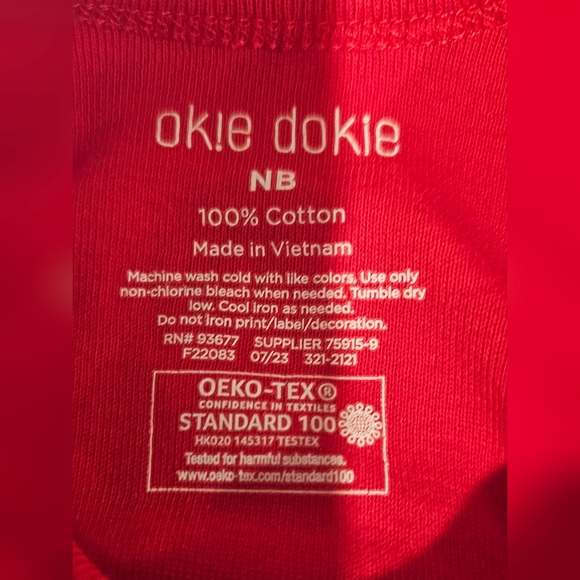 okie dokie
NB
100% Cotton
Made in Vietnam
Machine wash cold with like colors. Use only
non-chlorine bleach when needed. Tumble dry
low. Cool iron as needed.
Do not iron print/label/decoration.
RN# 93677 SUPPLIER 75915-9
F22083 07/23 321-2121
OEKO-TEX®
CONFIDENCE IN TEXTILES
STANDARD 100
HK020 145317 TESTEX
Tested for harmful substances.
www.oeko-tex.com/standard100